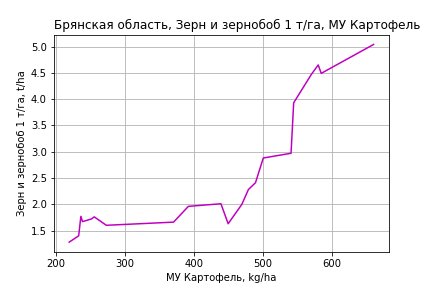 Брянская область, Зерн и зернобоб 1 т/га, МУ Картофель
Зерн и зернобоб 1 т/га, t/ha
5.0
4.5
4.0
3.5
3.0
2.5
2.0
1.5
200 300 400 500 600
МУ Картофель, kg/ha